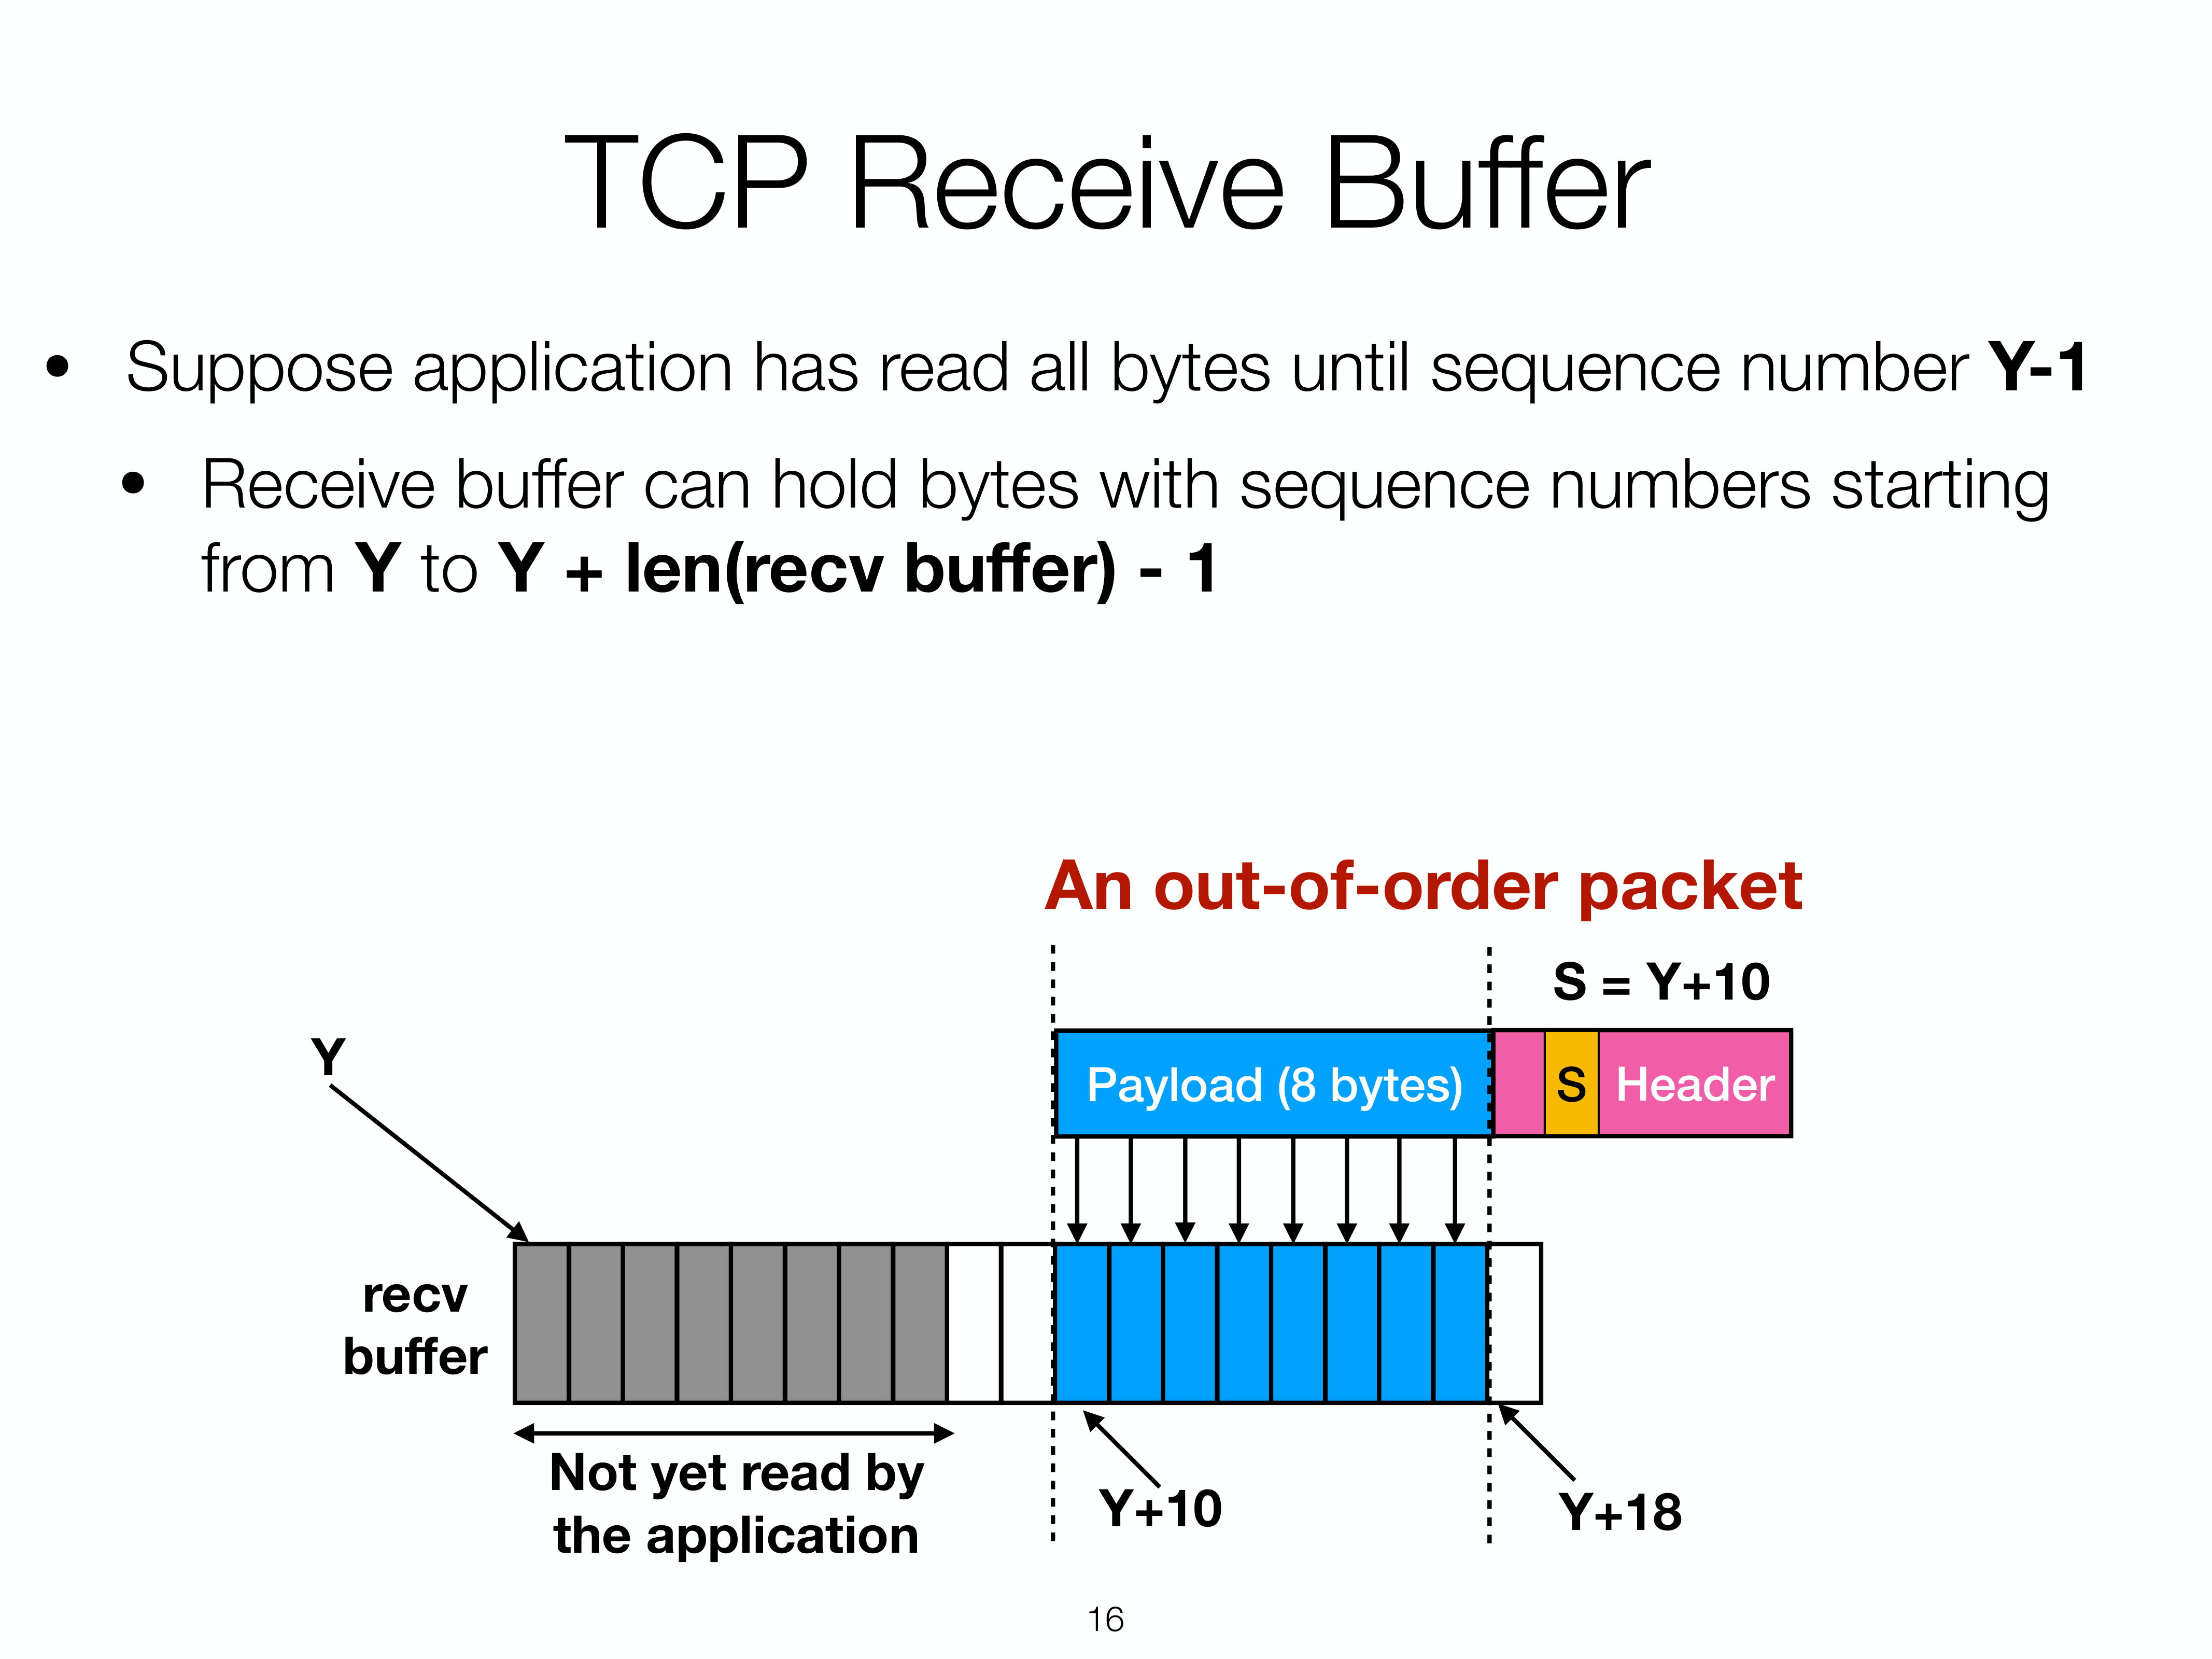 TCP Receive Buffer
• Suppose application has read all bytes until sequence number Y-1
• Receive buffer can hold bytes with sequence numbers starting
from Y to Y + len(recv buffer) - 1
An out-of-order packet
S = Y+10
Y
Payload (8 bytes)
S
Header
recv
buffer
Not yet read by
the application
Y+10
Y+18
16